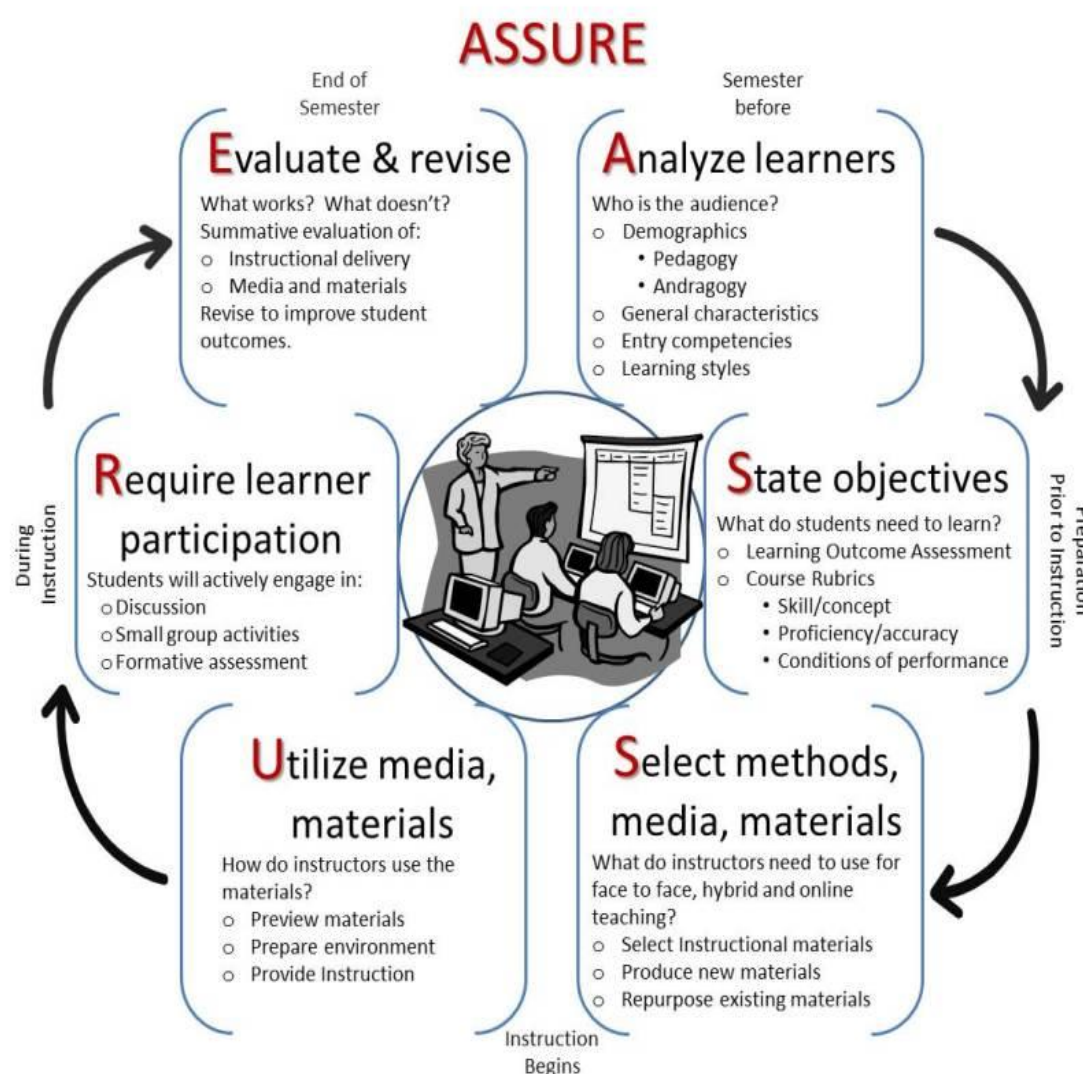 ASSURE
End of
Semester
Semester
before
Evaluate & revise
What works? What doesn't?
Summative evaluation of:
o Instructional delivery
o Media and materials
Revise to improve student
outcomes.
Analyze learners
Who is the audience?
o Demographics
• Pedagogy
• Andragogy
o General characteristics
o Entry competencies
o Learning styles
During
Instruction
Require learner
participation
Students will actively engage in:
o Discussion
o Small group activities
o Formative assessment
State objectives
What do students need to learn?
o Learning Outcome Assessment
o Course Rubrics
• Skill/concept
• Proficiency/accuracy
• Conditions of performance
Preparation
Prior to Instruction
Utilize media,
materials
How do instructors use the
materials?
o Preview materials
o Prepare environment
o Provide Instruction
Select methods,
media, materials
What do instructors need to use for
face to face, hybrid and online
teaching?
o Select Instructional materials
o Produce new materials
o Repurpose existing materials
Instruction
Begins